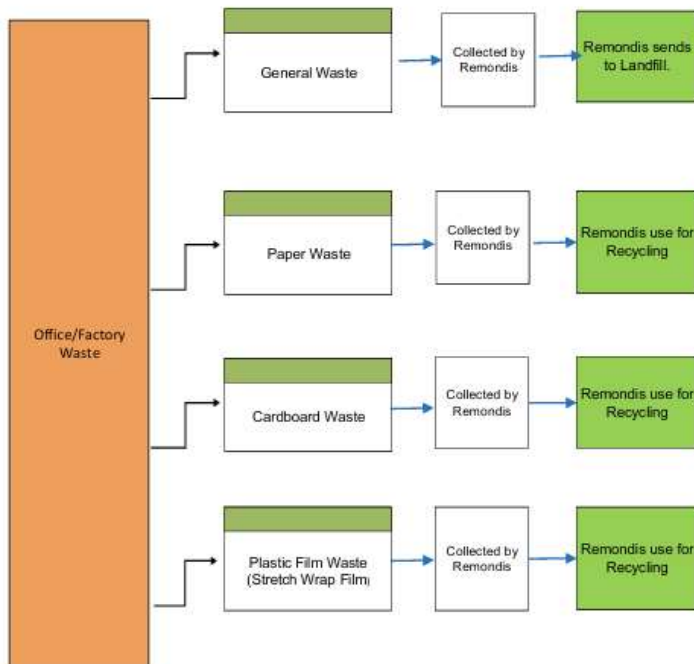 Office/Factory
Waste
General Waste
Collected by
Remondis
Remondis sends
to Landfill.
Paper Waste
Collected by
Remondis
Remondis use for
Recycling
Cardboard Waste
Collected by
Remondis
Remondis use for
Recycling
Plastic Film Waste
(Stretch Wrap Film)
Collected by
Remondis
Remondis use for
Recycling